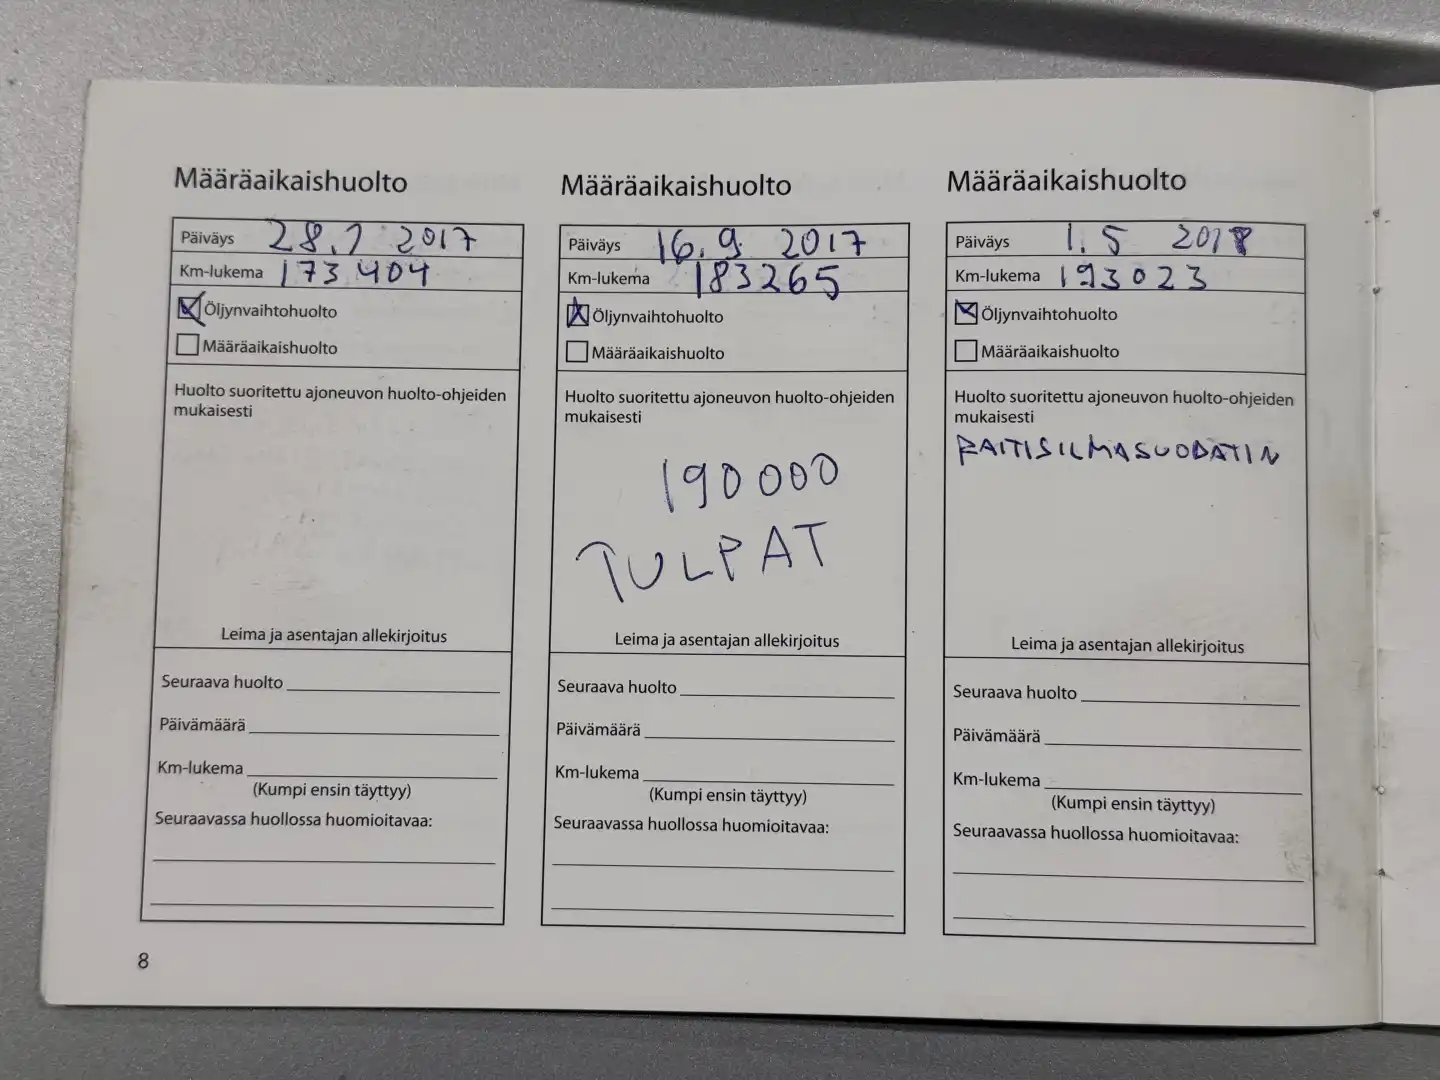 Määräaikaishuolto
Päiväys 28.1 2017
Km-lukema 173404
Öljynvaihtohuolto
Määräaikaishuolto
Huolto suoritettu ajoneuvon huolto-ohjeiden
mukaisesti
Leima ja asentajan allekirjoitus
Seuraava huolto
Päivämäärä
Km-lukema
(Kumpi ensin täyttyy)
Seuraavassa huollossa huomioitavaa:
Määräaikaishuolto
Päiväys 16.9 2017
Km-lukema 183265
Öljynvaihtohuolto
Määräaikaishuolto
Huolto suoritettu ajoneuvon huolto-ohjeiden
mukaisesti
190000
TULPAT
Leima ja asentajan allekirjoitus
Seuraava huolto
Päivämäärä
Km-lukema
(Kumpi ensin täyttyy)
Seuraavassa huollossa huomioitavaa:
Määräaikaishuolto
Päiväys 1.5 2018
Km-lukema 193023
Öljynvaihtohuolto
Määräaikaishuolto
Huolto suoritettu ajoneuvon huolto-ohjeiden
mukaisesti
RAITISILMASUODATIN
Leima ja asentajan allekirjoitus
Seuraava huolto
Päivämäärä
Km-lukema
(Kumpi ensin täyttyy)
Seuraavassa huollossa huomioitavaa:
8